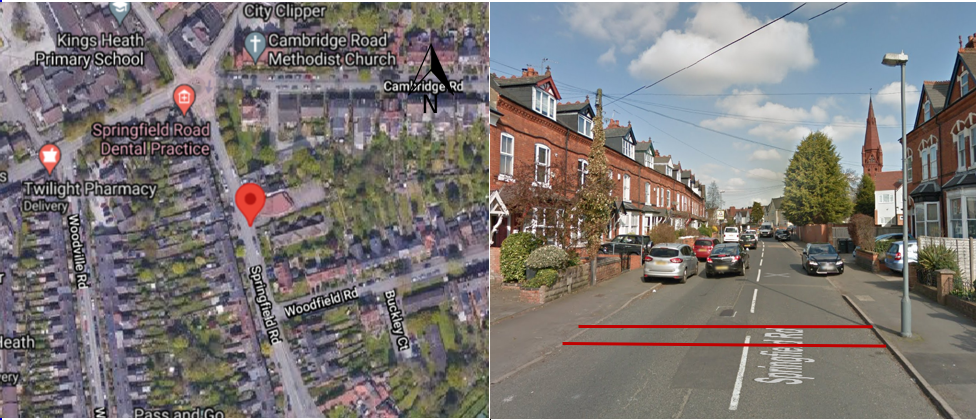 City Clipper
Kings Heath
Primary School
Cambridge Road
Methodist Church
Cambridge Rd
N
Springfield Road
Dental Practice
Twilight Pharmacy
Delivery
Woodville Rd
Springfield Rd
Woodfield Rd
Buckley Ct
Heath
Pass and Go
Springfield Rd